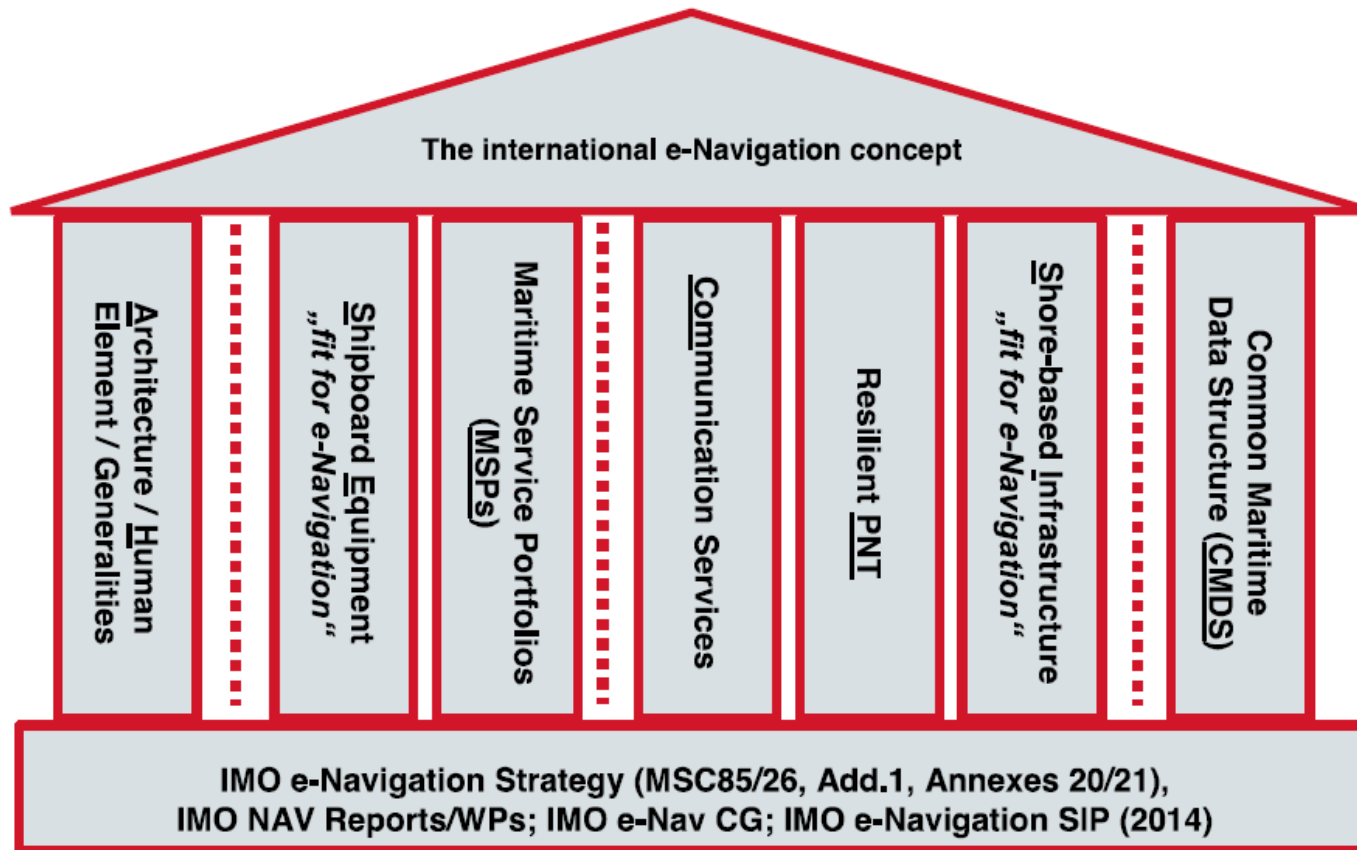 The international e-Navigation concept
Architecture / Human
Element / Generalities
Shipboard Equipment
„fit for e-Navigation“
Maritime Service Portfolios
(MSPs)
Communication Services
Resilient PNT
Shore-based Infrastructure
„fit for e-Navigation“
Common Maritime
Data Structure (CMDS)
IMO e-Navigation Strategy (MSC85/26, Add.1, Annexes 20/21),
IMO NAV Reports/WPs; IMO e-Nav CG; IMO e-Navigation SIP (2014)